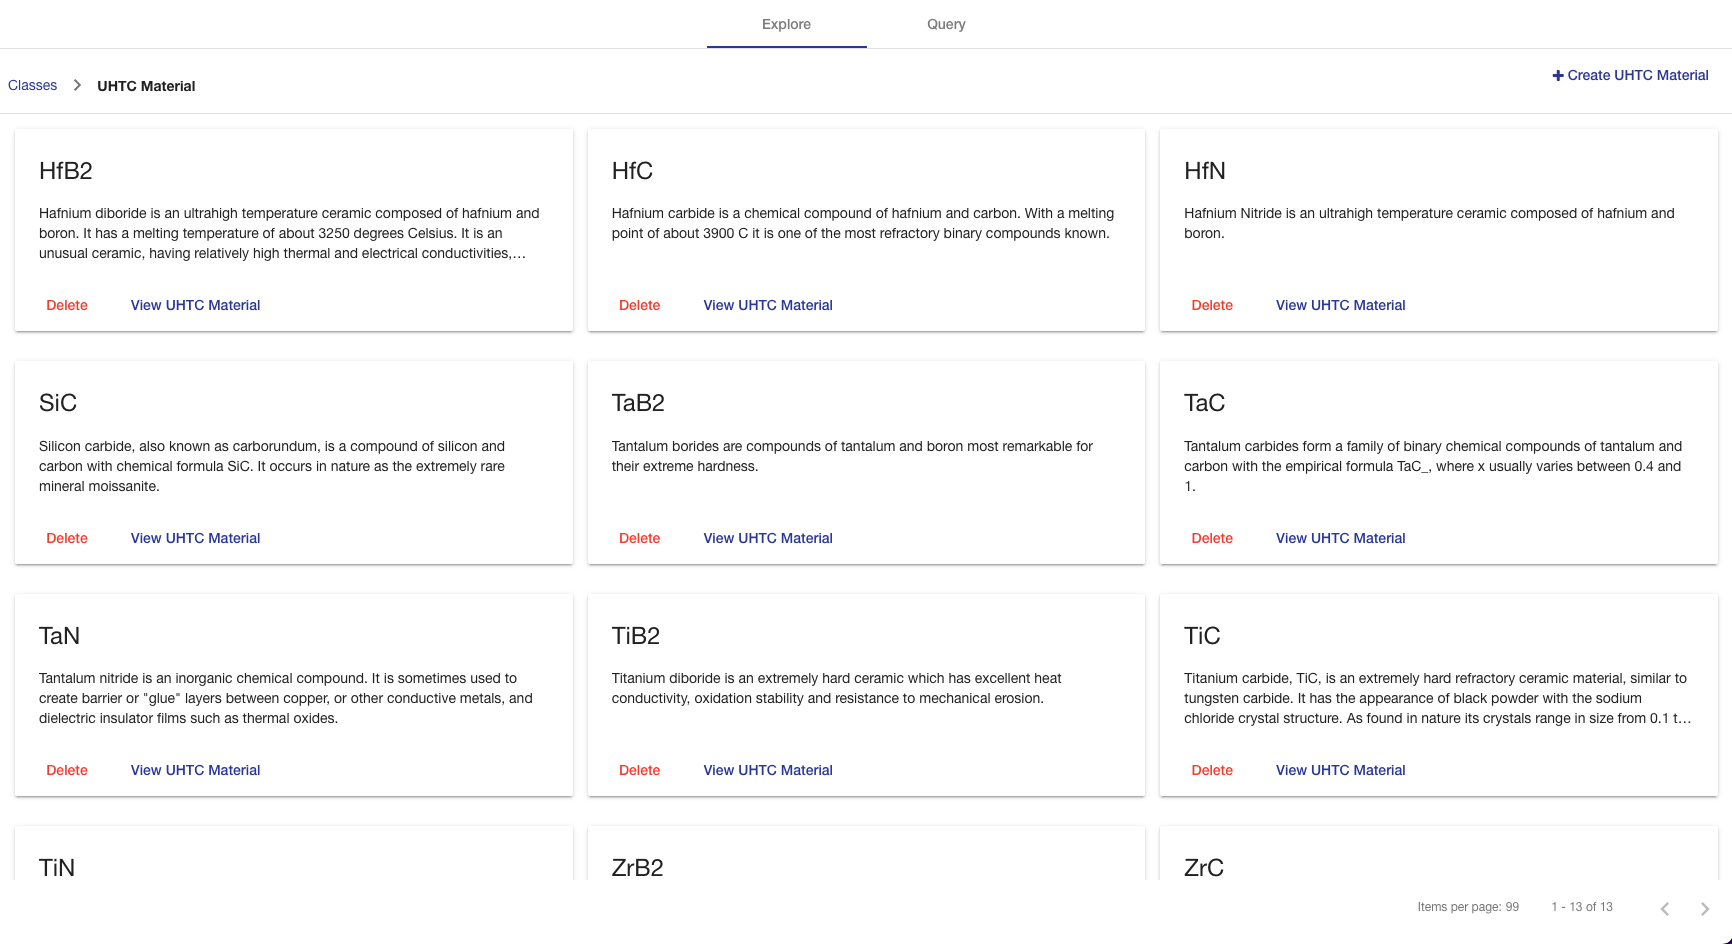 Explore
Query
Classes
UHTC Material
Create UHTC Material
HfB2
Hafnium diboride is an ultrahigh temperature ceramic composed of hafnium and
boron. It has a melting temperature of about 3250 degrees Celsius. It is an
unusual ceramic, having relatively high thermal and electrical conductivities,…
Delete
View UHTC Material
HfC
Hafnium carbide is a chemical compound of hafnium and carbon. With a melting
point of about 3900 C it is one of the most refractory binary compounds known.
Delete
View UHTC Material
HfN
Hafnium Nitride is an ultrahigh temperature ceramic composed of hafnium and
boron.
Delete
View UHTC Material
SiC
Silicon carbide, also known as carborundum, is a compound of silicon and
carbon with chemical formula SiC. It occurs in nature as the extremely rare
mineral moissanite.
Delete
View UHTC Material
TaB2
Tantalum borides are compounds of tantalum and boron most remarkable for
their extreme hardness.
Delete
View UHTC Material
TaC
Tantalum carbides form a family of binary chemical compounds of tantalum and
carbon with the empirical formula TaC_, where x usually varies between 0.4 and
1.
Delete
View UHTC Material
TaN
Tantalum nitride is an inorganic chemical compound. It is sometimes used to
create barrier or "glue" layers between copper, or other conductive metals, and
dielectric insulator films such as thermal oxides.
Delete
View UHTC Material
TiB2
Titanium diboride is an extremely hard ceramic which has excellent heat
conductivity, oxidation stability and resistance to mechanical erosion.
Delete
View UHTC Material
TiC
Titanium carbide, TiC, is an extremely hard refractory ceramic material, similar to
tungsten carbide. It has the appearance of black powder with the sodium
chloride crystal structure. As found in nature its crystals range in size from 0.1 t…
Delete
View UHTC Material
TiN
ZrB2
ZrC
Items per page: 99
1 - 13 of 13